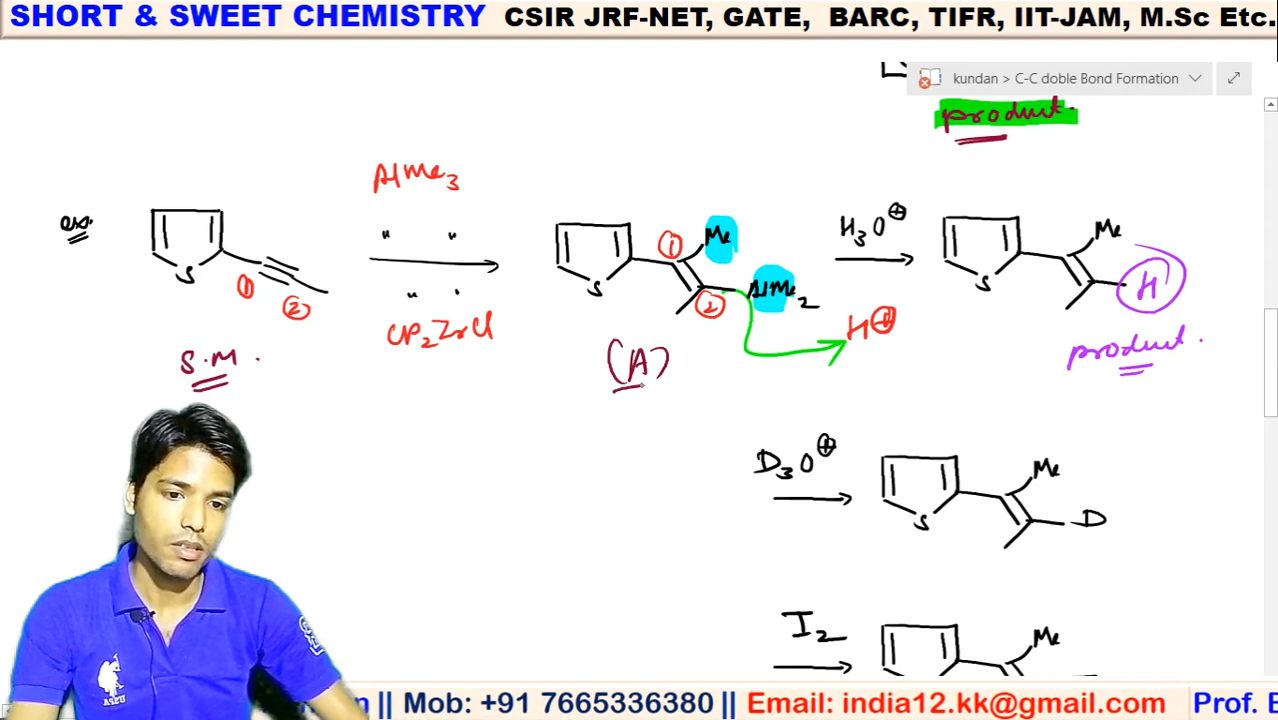 SHORT & SWEET CHEMISTRY CSIR JRF-NET, GATE, BARC, TIFR, IIT-JAM, M.Sc Etc.
kundan > C-C doble Bond Formation
product.
ex.
AlMe3
" "
" "
Cp2ZrCl
S
① ②
S.M.
S
① Me
② AlMe2
(A)
H3O⊕
H⊕
S
Me
H
product.
D3O⊕
S
Me
D
I2
Me
ASCU
|| Mob: +91 7665336380 || Email: india12.kk@gmail.com || Prof.